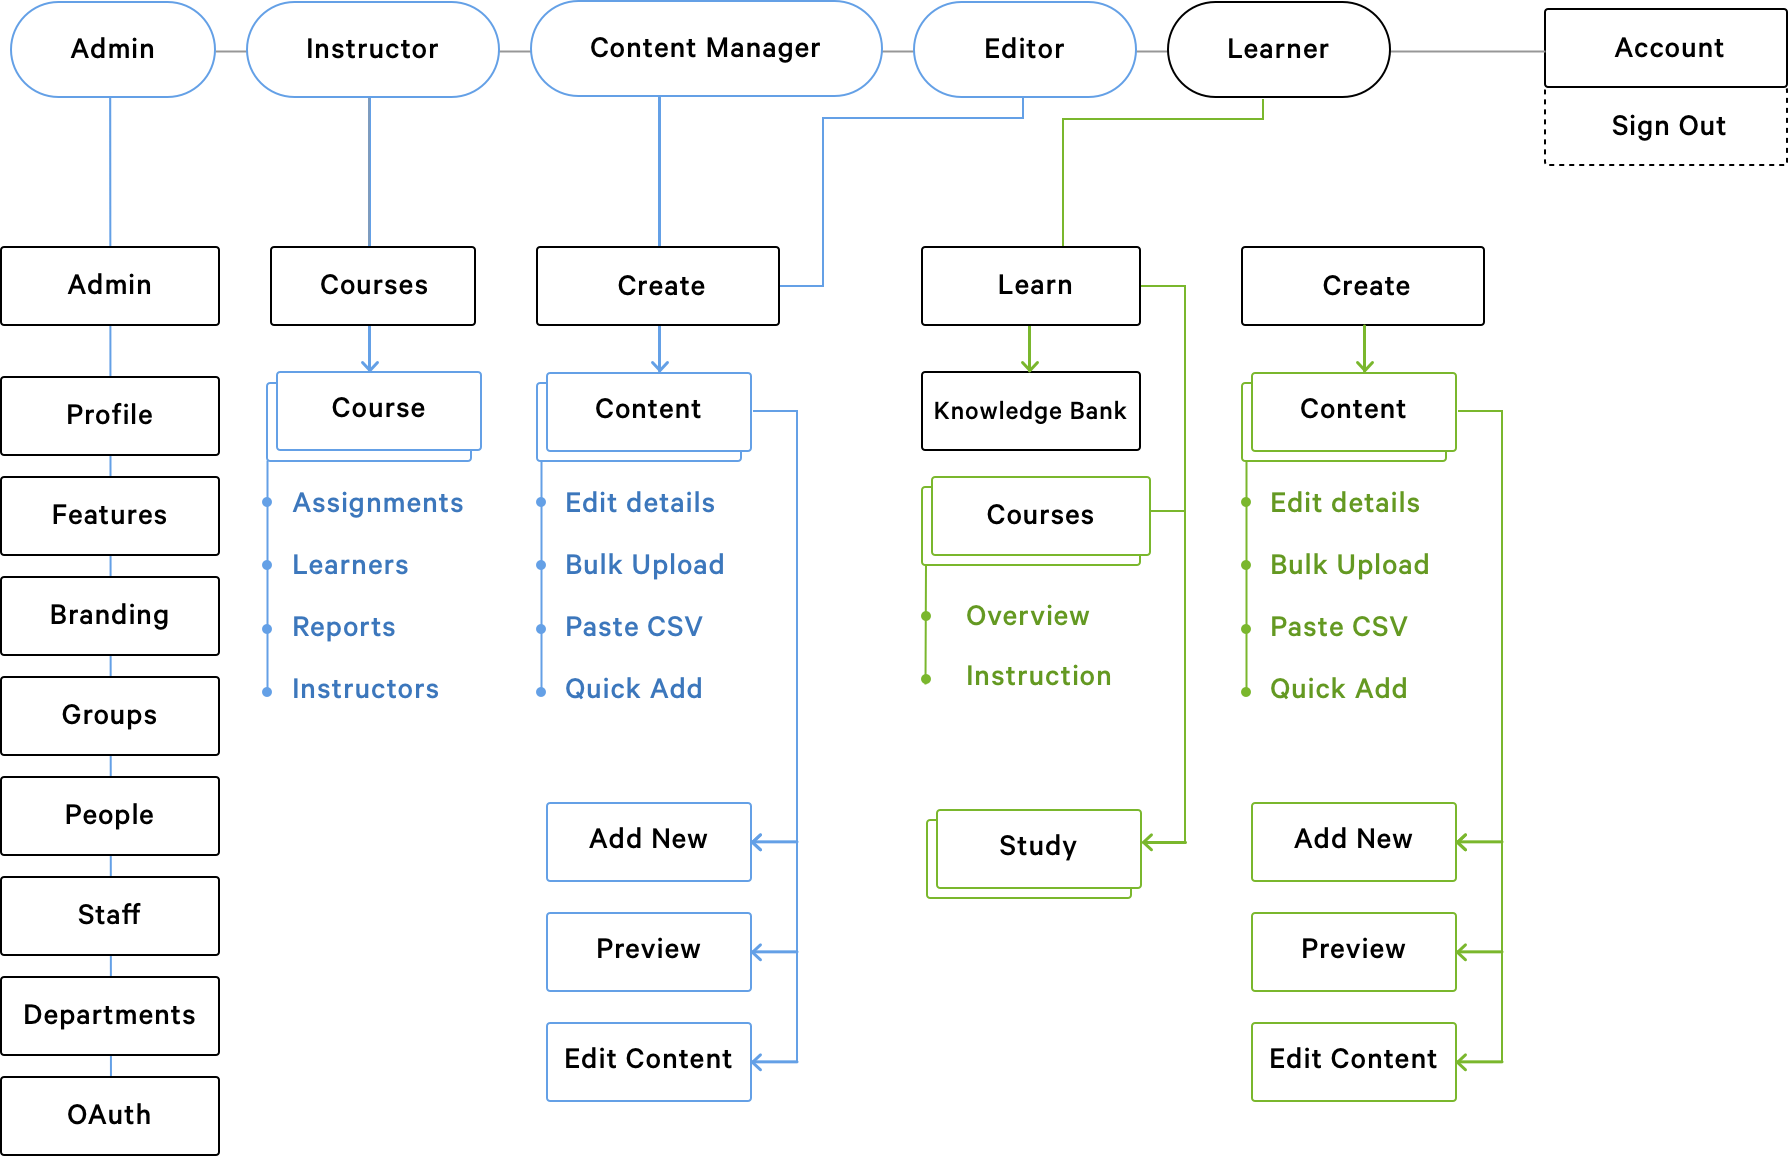 Admin
Instructor
Content Manager
Editor
Learner
Account
Sign Out
Admin
Profile
Features
Branding
Groups
People
Staff
Departments
OAuth
Courses
Course
Assignments
Learners
Reports
Instructors
Create
Content
Edit details
Bulk Upload
Paste CSV
Quick Add
Add New
Preview
Edit Content
Learn
Knowledge Bank
Courses
Overview
Instruction
Study
Create
Content
Edit details
Bulk Upload
Paste CSV
Quick Add
Add New
Preview
Edit Content